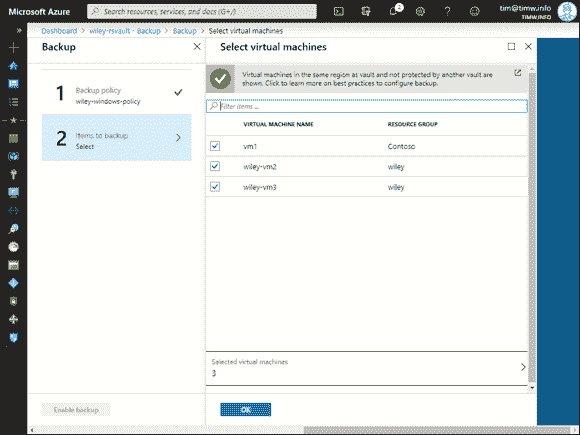 Microsoft Azure
Search resources, services, and docs (G+/)
2
tim@timw.info
TIMW.INFO
Dashboard > wiley-rsvault - Backup > Backup > Select virtual machines
Backup
1
Backup policy
wiley-windows-policy
2
Items to backup
Select
Enable backup
Select virtual machines
Virtual machines in the same region as vault and not protected by another vault are
shown. Click to learn more on best practices to configure backup.
Filter items ...
VIRTUAL MACHINE NAME RESOURCE GROUP
vm1 Contoso
wiley-vm2 wiley
wiley-vm3 wiley
Selected virtual machines
3
OK